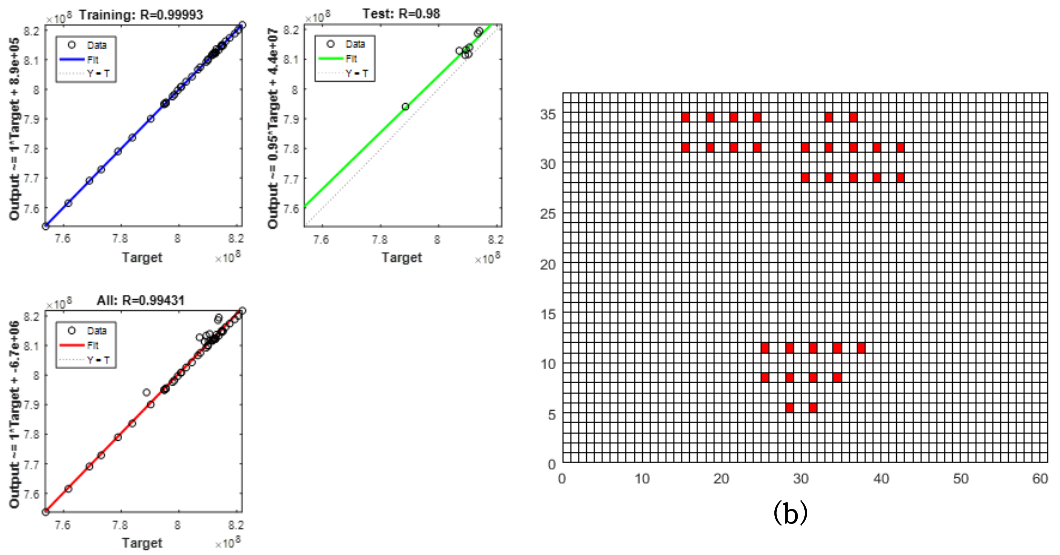 Training: R=0.99993
×10⁸
Output ~= 1*Target + 8.9e+05
8.2
8.1
8
7.9
7.8
7.7
7.6
Data
Fit
Y = T
7.6 7.8 8 8.2
×10⁸
Target
Test: R=0.98
×10⁸
Output ~= 0.95*Target + 4.4e+07
8.2
8.1
8
7.9
7.8
7.7
7.6
Data
Fit
Y = T
7.6 7.8 8 8.2
×10⁸
Target
All: R=0.99431
×10⁸
Output ~= 1*Target + -6.7e+06
8.2
8.1
8
7.9
7.8
7.7
7.6
Data
Fit
Y = T
7.6 7.8 8 8.2
×10⁸
Target
35
30
25
20
15
10
5
0
0 10 20 30 40 50 60
(b)